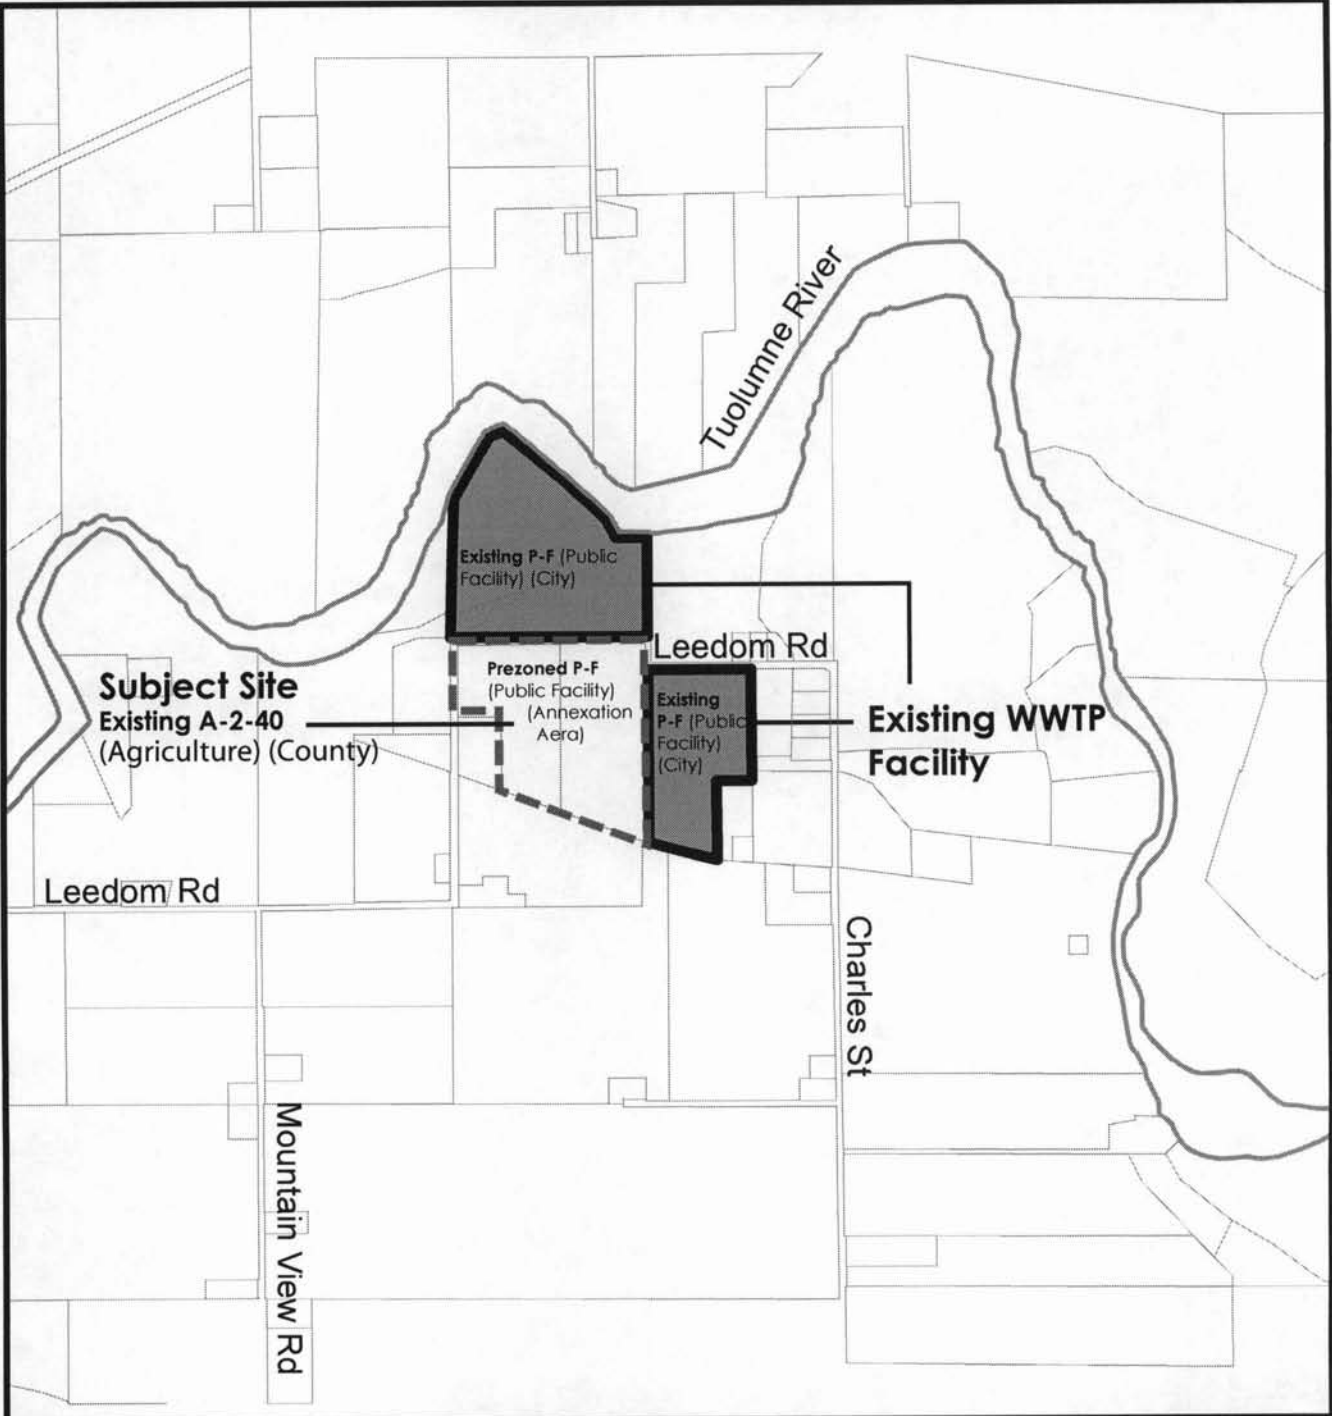 Tuolumne River
Existing P-F (Public
Facility) (City)
Leedom Rd
Prezoned P-F
(Public Facility)
(Annexation
Aera)
Subject Site
Existing A-2-40
(Agriculture) (County)
Existing
P-F (Public
Facility)
(City)
Existing WWTP
Facility
Leedom Rd
Charles St
Mountain View Rd